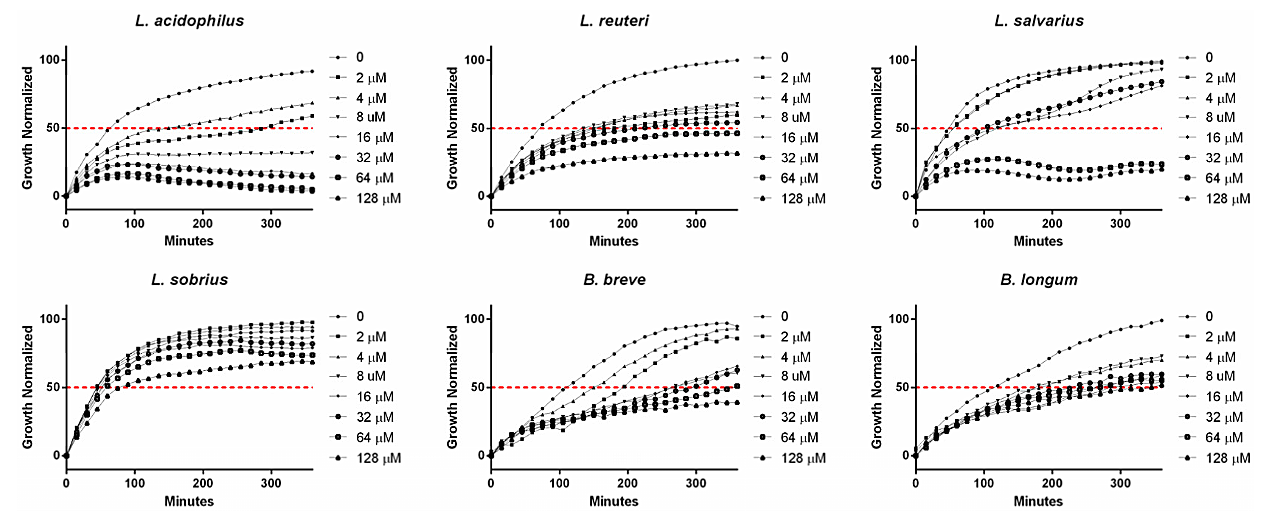 L. acidophilus
100
50
0
Growth Normalized
0
100
200
300
Minutes
0
2 μM
4 μM
8 uM
16 μM
32 μM
64 μM
128 μM
L. reuteri
100
50
0
Growth Normalized
0
100
200
300
Minutes
0
2 μM
4 μM
8 uM
16 μM
32 μM
64 μM
128 μM
L. salvarius
100
50
0
Growth Normalized
0
100
200
300
Minutes
0
2 μM
4 μM
8 uM
16 μM
32 μM
64 μM
128 μM
L. sobrius
100
50
0
Growth Normalized
0
100
200
300
Minutes
0
2 μM
4 μM
8 uM
16 μM
32 μM
64 μM
128 μM
B. breve
100
50
0
Growth Normalized
0
100
200
300
Minutes
0
2 μM
4 μM
8 uM
16 μM
32 μM
64 μM
128 μM
B. longum
100
50
0
Growth Normalized
0
100
200
300
Minutes
0
2 μM
4 μM
8 uM
16 μM
32 μM
64 μM
128 μM